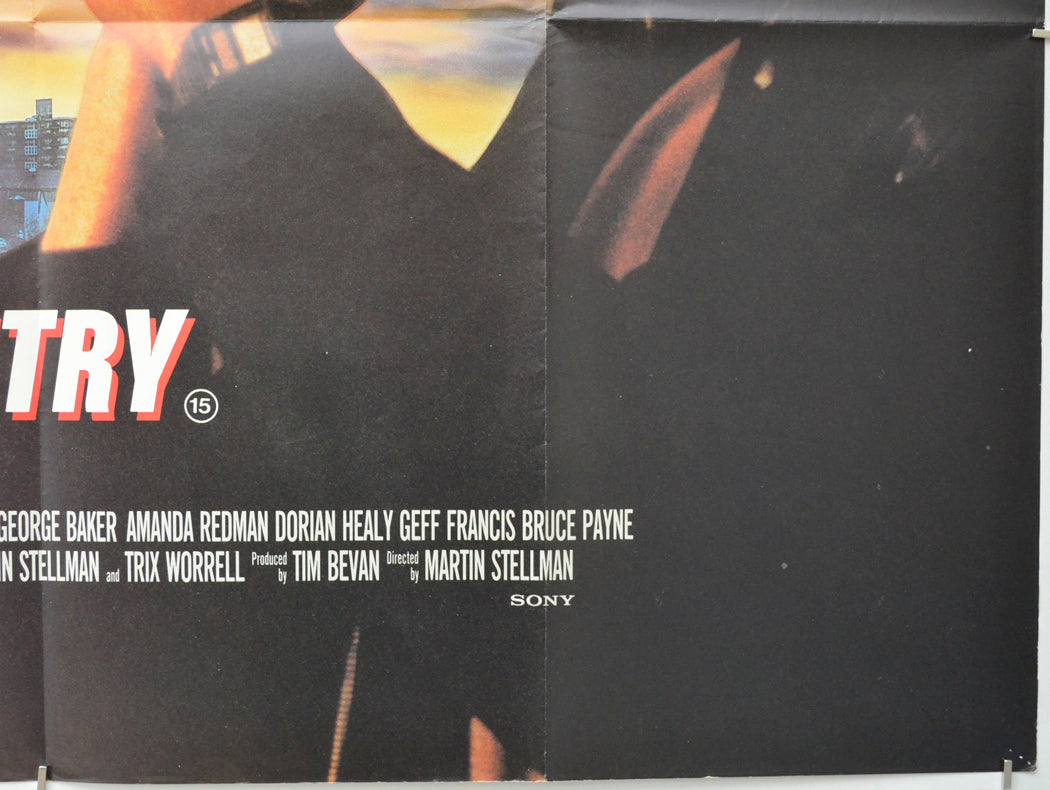 TRY
15
GEORGE BAKER AMANDA REDMAN DORIAN HEALY GEFF FRANCIS BRUCE PAYNE
IN STELLMAN and TRIX WORRELL Produced by TIM BEVAN Directed by MARTIN STELLMAN
SONY